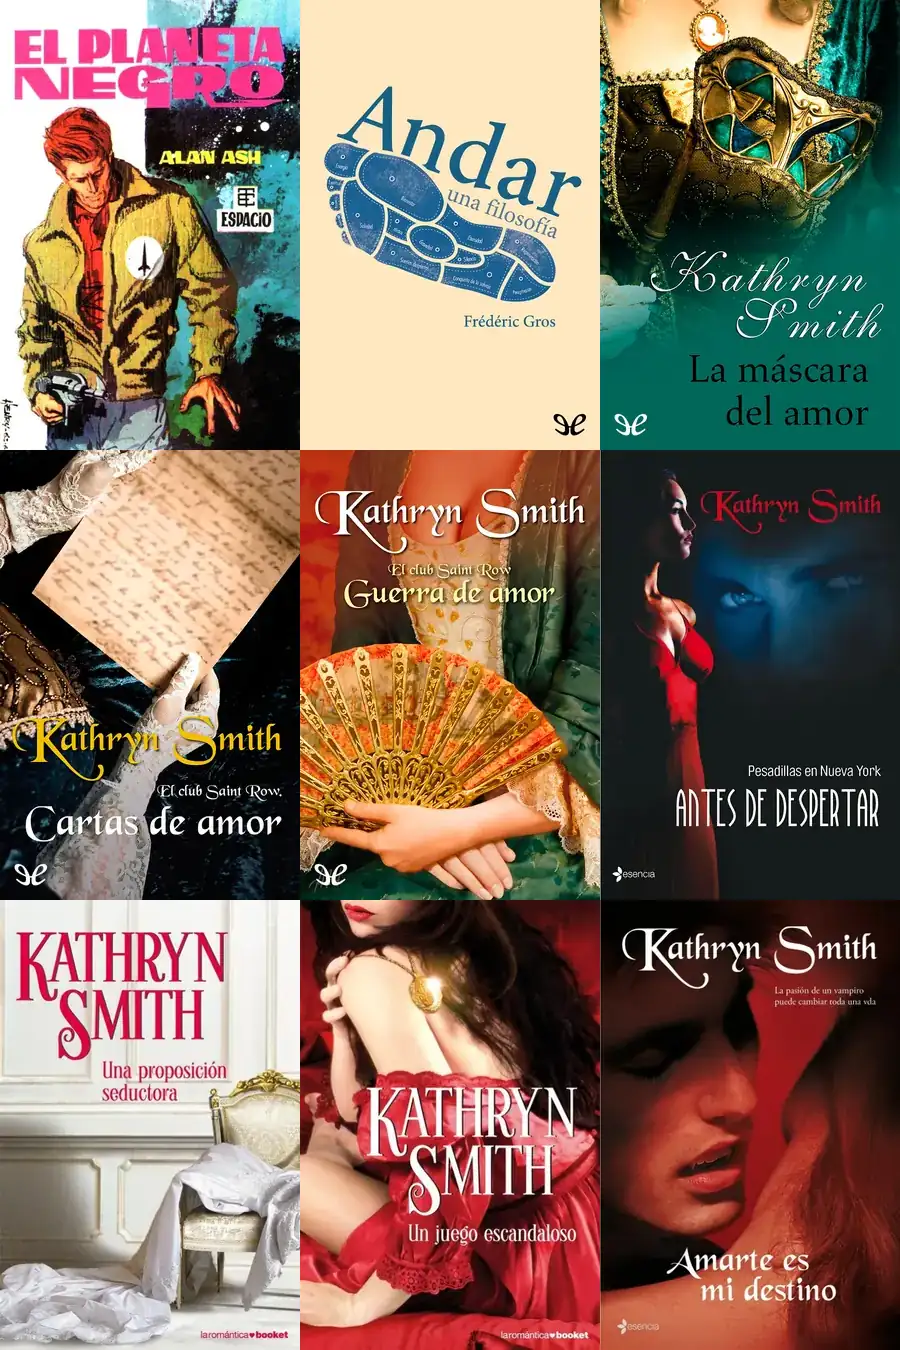 EL PLANETA
NEGRO
ALAN ASH
ESPACIO
Andar
una filosofía
Frédéric Gros
Kathryn
Smith
La máscara
del amor
Kathryn Smith
El club Saint Row.
Cartas de amor
Kathryn Smith
El club Saint Row
Guerra de amor
Kathryn Smith
Pesadillas en Nueva York
ANTES DE DESPERTAR
esencia
KATHRYN
SMITH
Una proposición
seductora
laromántica♥booket
KATHRYN
SMITH
Un juego escandaloso
laromántica♥booket
Kathryn Smith
La pasión de un vampiro
puede cambiar toda una vda
Amarte es
mi destino
esencia